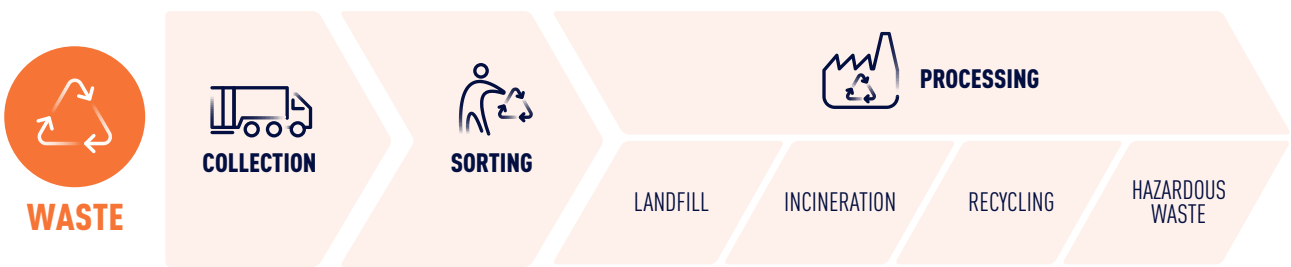 WASTE
COLLECTION
SORTING
PROCESSING
LANDFILL
INCINERATION
RECYCLING
HAZARDOUS
WASTE